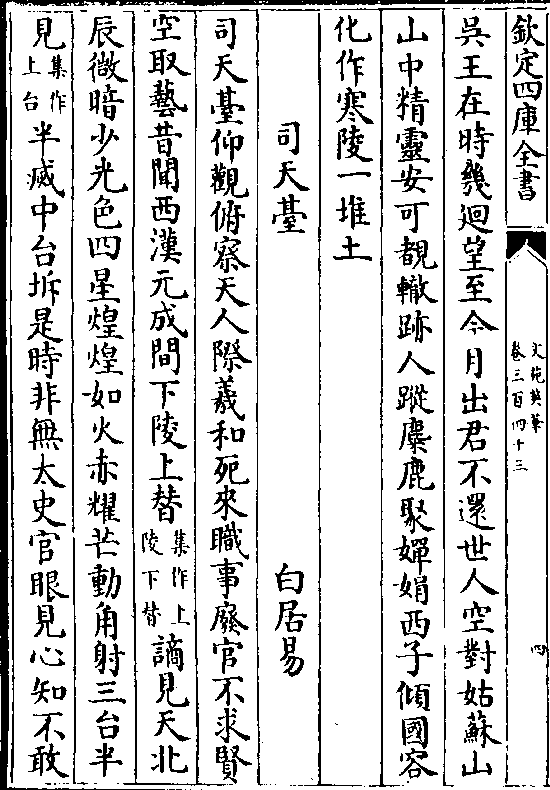 欽定四庫全書
文苑英華
卷三百四十三
四
吳王在時幾迴望至今月出君不還世人空對姑蘇山
山中精靈安可覩轍跡人蹤麋鹿聚嬋娟西子傾國容
化作寒陵一堆土
司天臺
白居易
司天臺仰觀俯察天人際羲和死來職事廢官不求賢
空取藝昔聞西漢元成間下陵上替集作上陵下替謫見天北
辰微暗少光色四星煌煌如火赤耀芒動角射三台半
見集作上台半滅中台坼是時非無太史官眼見心知不敢